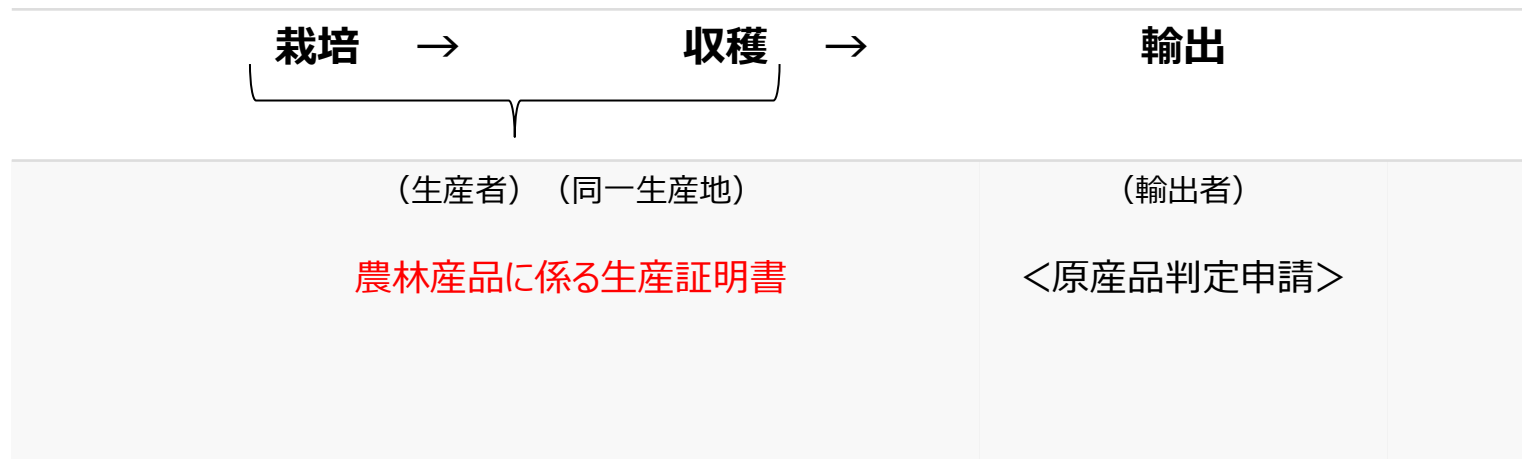 栽培 → 収穫 → 輸出
（生産者）（同一生産地） （輸出者）
農林産品に係る生産証明書 ＜原産品判定申請＞